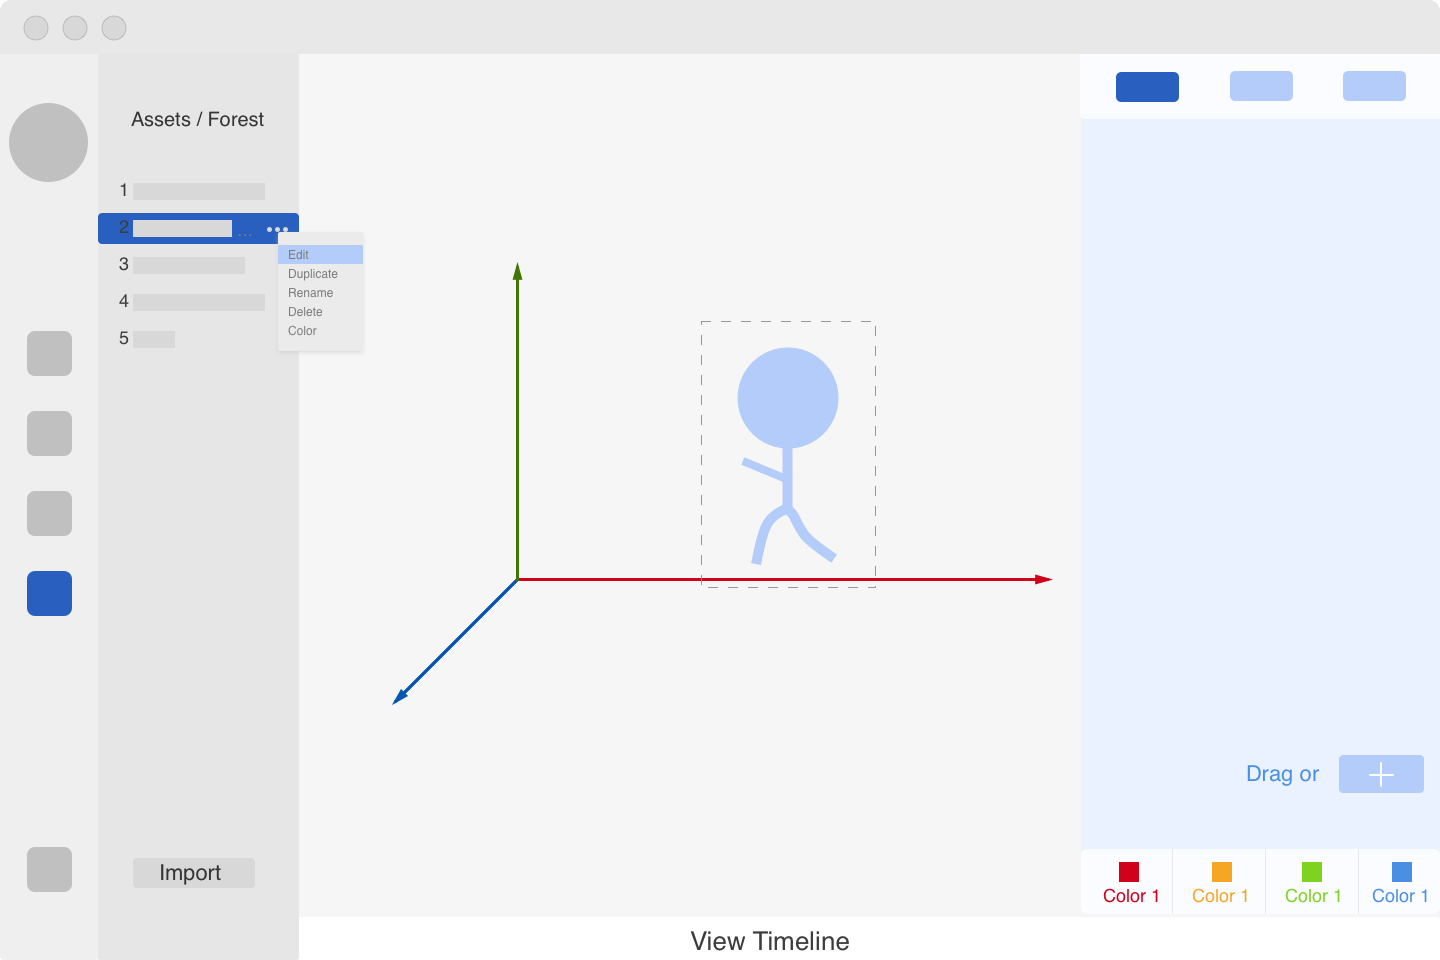 Assets / Forest
1
2 ...
3
4
5
Edit
Duplicate
Rename
Delete
Color
Import
Drag or
Color 1
Color 1
Color 1
Color 1
View Timeline